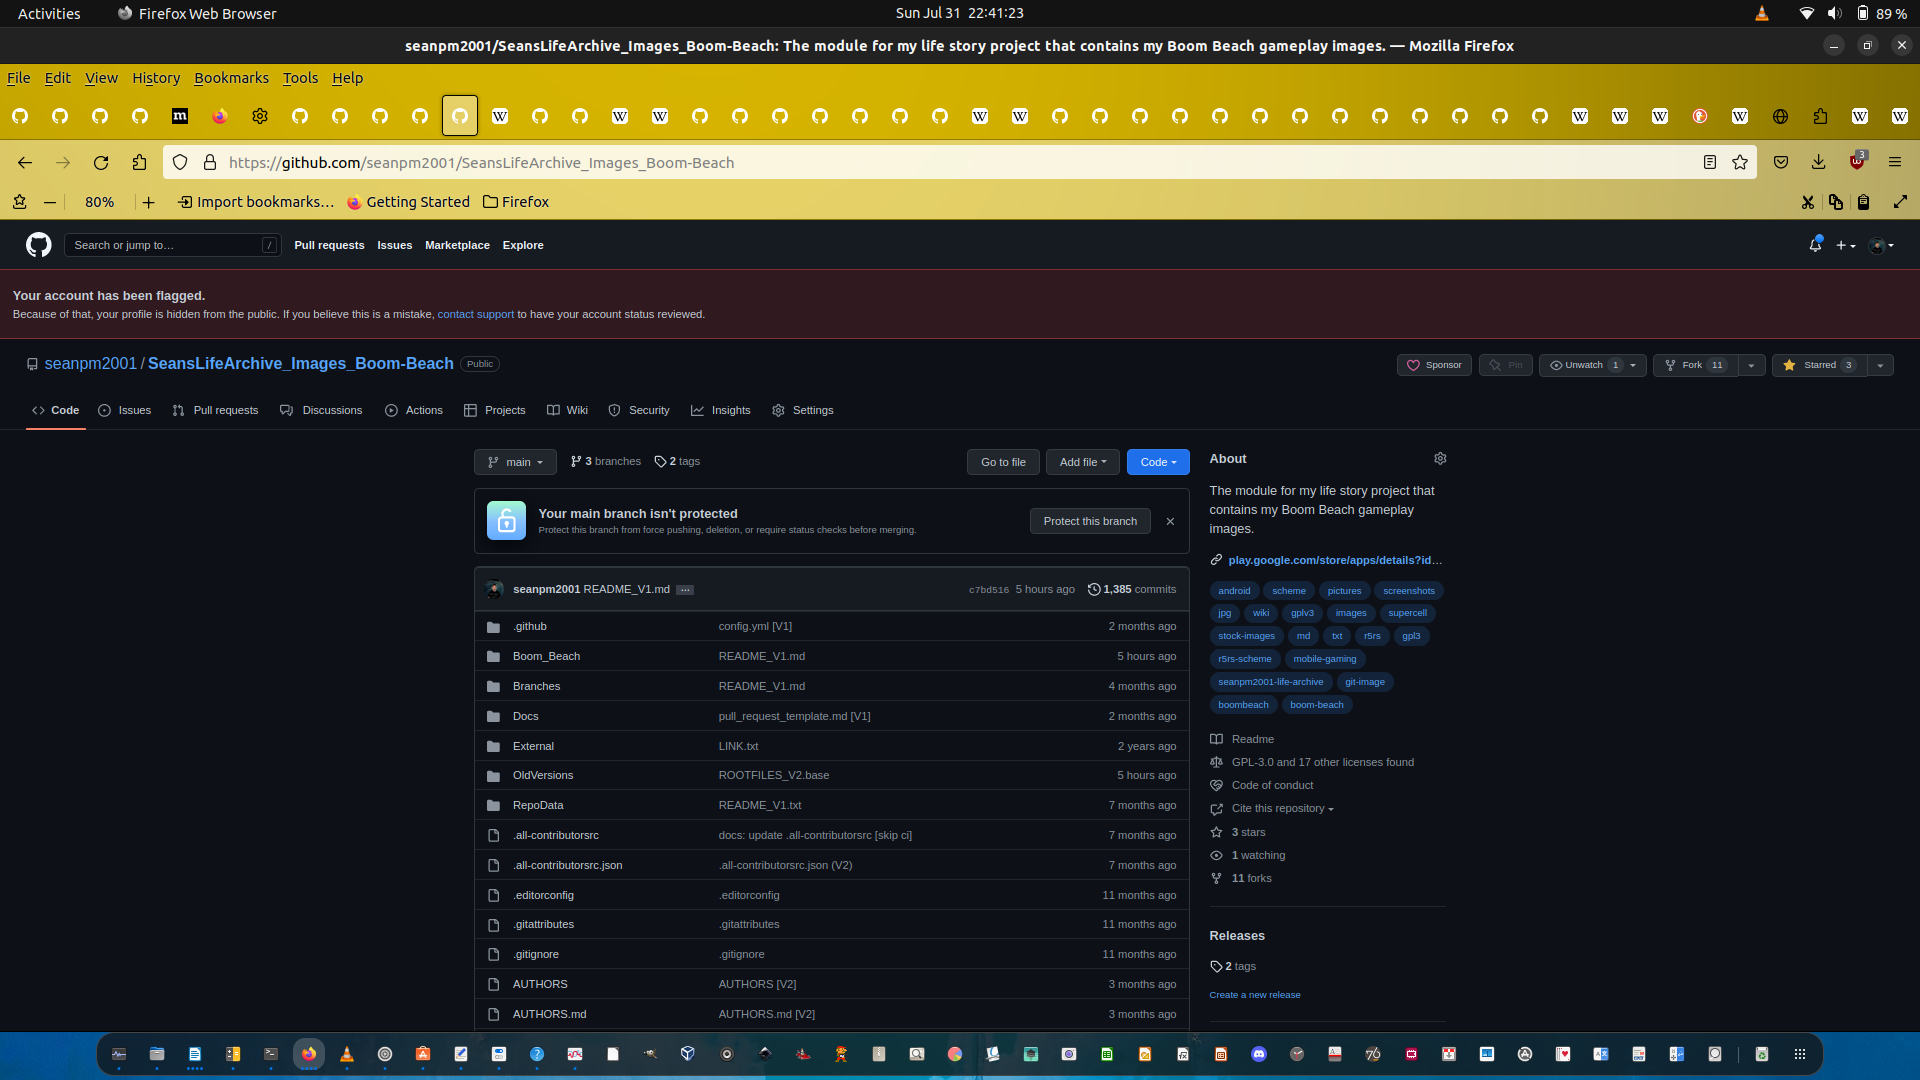 Activities Firefox Web Browser Sun Jul 31 22:41:23 89 %
seanpm2001/SeansLifeArchive_Images_Boom-Beach: The module for my life story project that contains my Boom Beach gameplay images. — Mozilla Firefox
File Edit View History Bookmarks Tools Help
https://github.com/seanpm2001/SeansLifeArchive_Images_Boom-Beach 3
80% Import bookmarks… Getting Started Firefox
Search or jump to… / Pull requests Issues Marketplace Explore
Your account has been flagged.
Because of that, your profile is hidden from the public. If you believe this is a mistake, contact support to have your account status reviewed.
seanpm2001 / SeansLifeArchive_Images_Boom-Beach Public Sponsor Pin Unwatch 1 Fork 11 Starred 3
Code Issues Pull requests Discussions Actions Projects Wiki Security Insights Settings
main 3 branches 2 tags Go to file Add file Code
Your main branch isn't protected
Protect this branch from force pushing, deletion, or require status checks before merging.
Protect this branch
seanpm2001 README_V1.md … c7bd516 5 hours ago 1,385 commits
.github config.yml [V1] 2 months ago
Boom_Beach README_V1.md 5 hours ago
Branches README_V1.md 4 months ago
Docs pull_request_template.md [V1] 2 months ago
External LINK.txt 2 years ago
OldVersions ROOTFILES_V2.base 5 hours ago
RepoData README_V1.txt 7 months ago
.all-contributorsrc docs: update .all-contributorsrc [skip ci] 7 months ago
.all-contributorsrc.json .all-contributorsrc.json (V2) 7 months ago
.editorconfig .editorconfig 11 months ago
.gitattributes .gitattributes 11 months ago
.gitignore .gitignore 11 months ago
AUTHORS AUTHORS [V2] 3 months ago
AUTHORS.md AUTHORS.md [V2] 3 months ago
About
The module for my life story project that
contains my Boom Beach gameplay
images.
play.google.com/store/apps/details?id…
android scheme pictures screenshots
jpg wiki gplv3 images supercell
stock-images md txt r5rs gpl3
r5rs-scheme mobile-gaming
seanpm2001-life-archive git-image
boombeach boom-beach
Readme
GPL-3.0 and 17 other licenses found
Code of conduct
Cite this repository
3 stars
1 watching
11 forks
Releases
2 tags
Create a new release